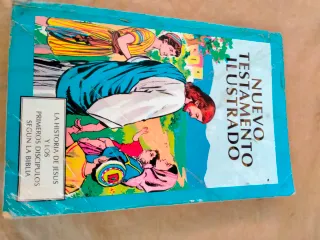 NUEVO
TESTAMENTO
ILUSTRADO
LA HISTORIA DE JESUS
Y LOS
PRIMEROS DISCIPULOS
SEGUN LA BIBLIA